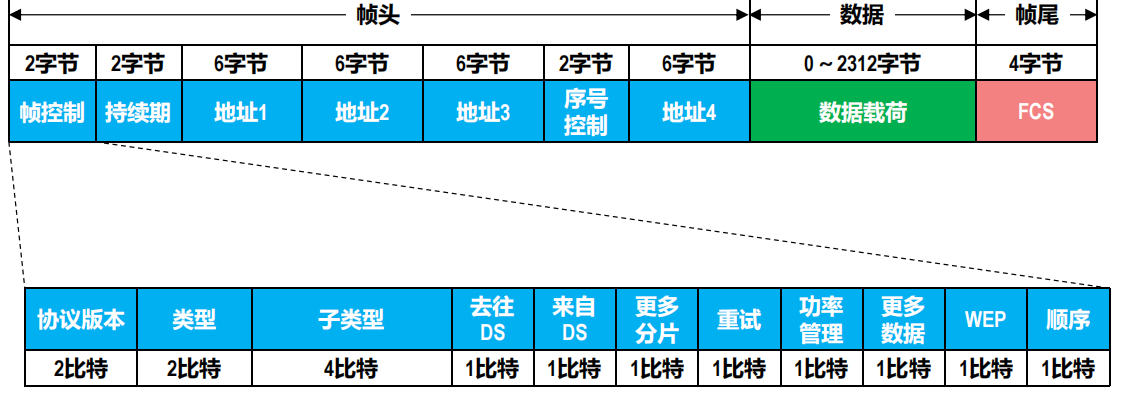 帧头 数据 帧尾
2字节 2字节 6字节 6字节 6字节 2字节 6字节 0～2312字节 4字节
帧控制 持续期 地址1 地址2 地址3 序号控制 地址4 数据载荷 FCS
协议版本 类型 子类型 去往DS 来自DS 更多分片 重试 功率管理 更多数据 WEP 顺序
2比特 2比特 4比特 1比特 1比特 1比特 1比特 1比特 1比特 1比特 1比特